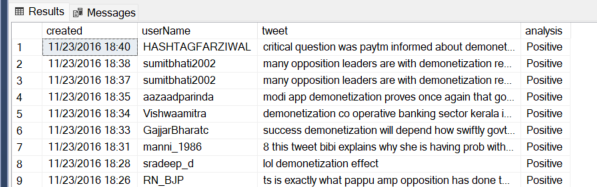 Results Messages
created userName tweet analysis
1 11/23/2016 18:40 HASHTAGFARZIWAL critical question was paytm informed about demonet... Positive
2 11/23/2016 18:38 sumitbhati2002 many opposition leaders are with demonetization re... Positive
3 11/23/2016 18:37 sumitbhati2002 many opposition leaders are with demonetization re... Positive
4 11/23/2016 18:35 aazaadparinda modi app demonetization proves once again that go... Positive
5 11/23/2016 18:34 Vishwaamitra demonetization co operative banking sector kerala i... Positive
6 11/23/2016 18:33 GajjarBharatc success demonetization will depend how swiftly govt... Positive
7 11/23/2016 18:31 manni_1986 8 this tweet bibi explains why she is having prob with... Positive
8 11/23/2016 18:28 sradeep_d lol demonetization effect Positive
9 11/23/2016 18:26 RN_BJP ts is exactly what pappu amp opposition has done t... Positive